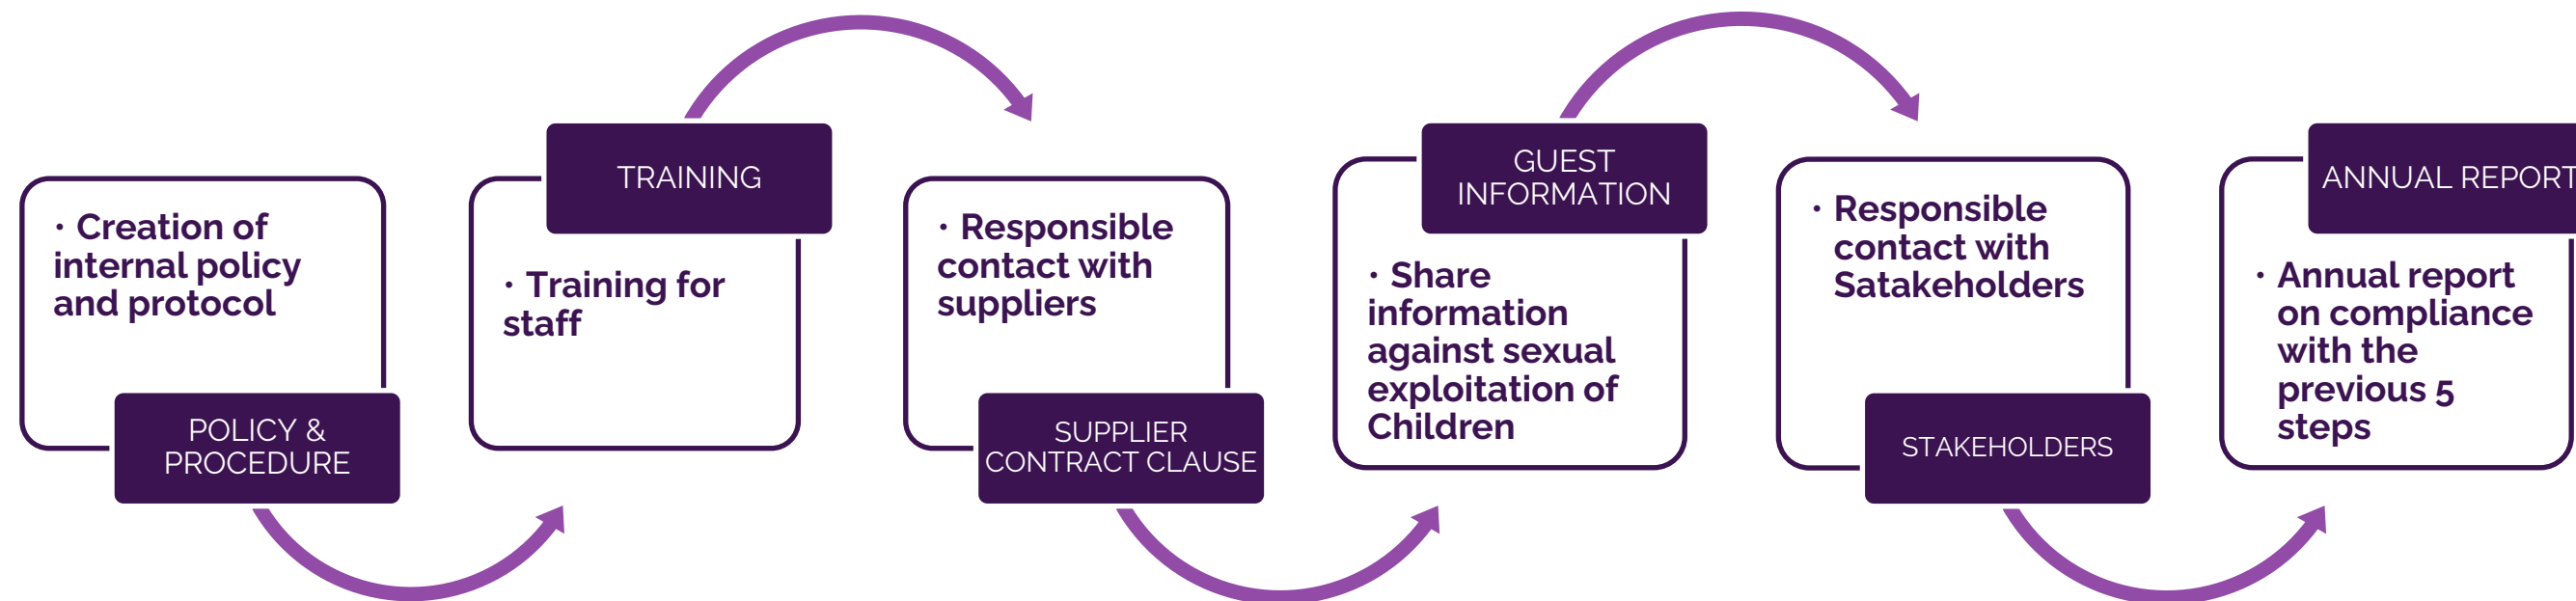 · Creation of
internal policy
and protocol
POLICY &
PROCEDURE
TRAINING
· Training for
staff
· Responsible
contact with
suppliers
SUPPLIER
CONTRACT CLAUSE
GUEST
INFORMATION
· Share
information
against sexual
exploitation of
Children
· Responsible
contact with
Satakeholders
STAKEHOLDERS
ANNUAL REPORT
· Annual report
on compliance
with the
previous 5
steps